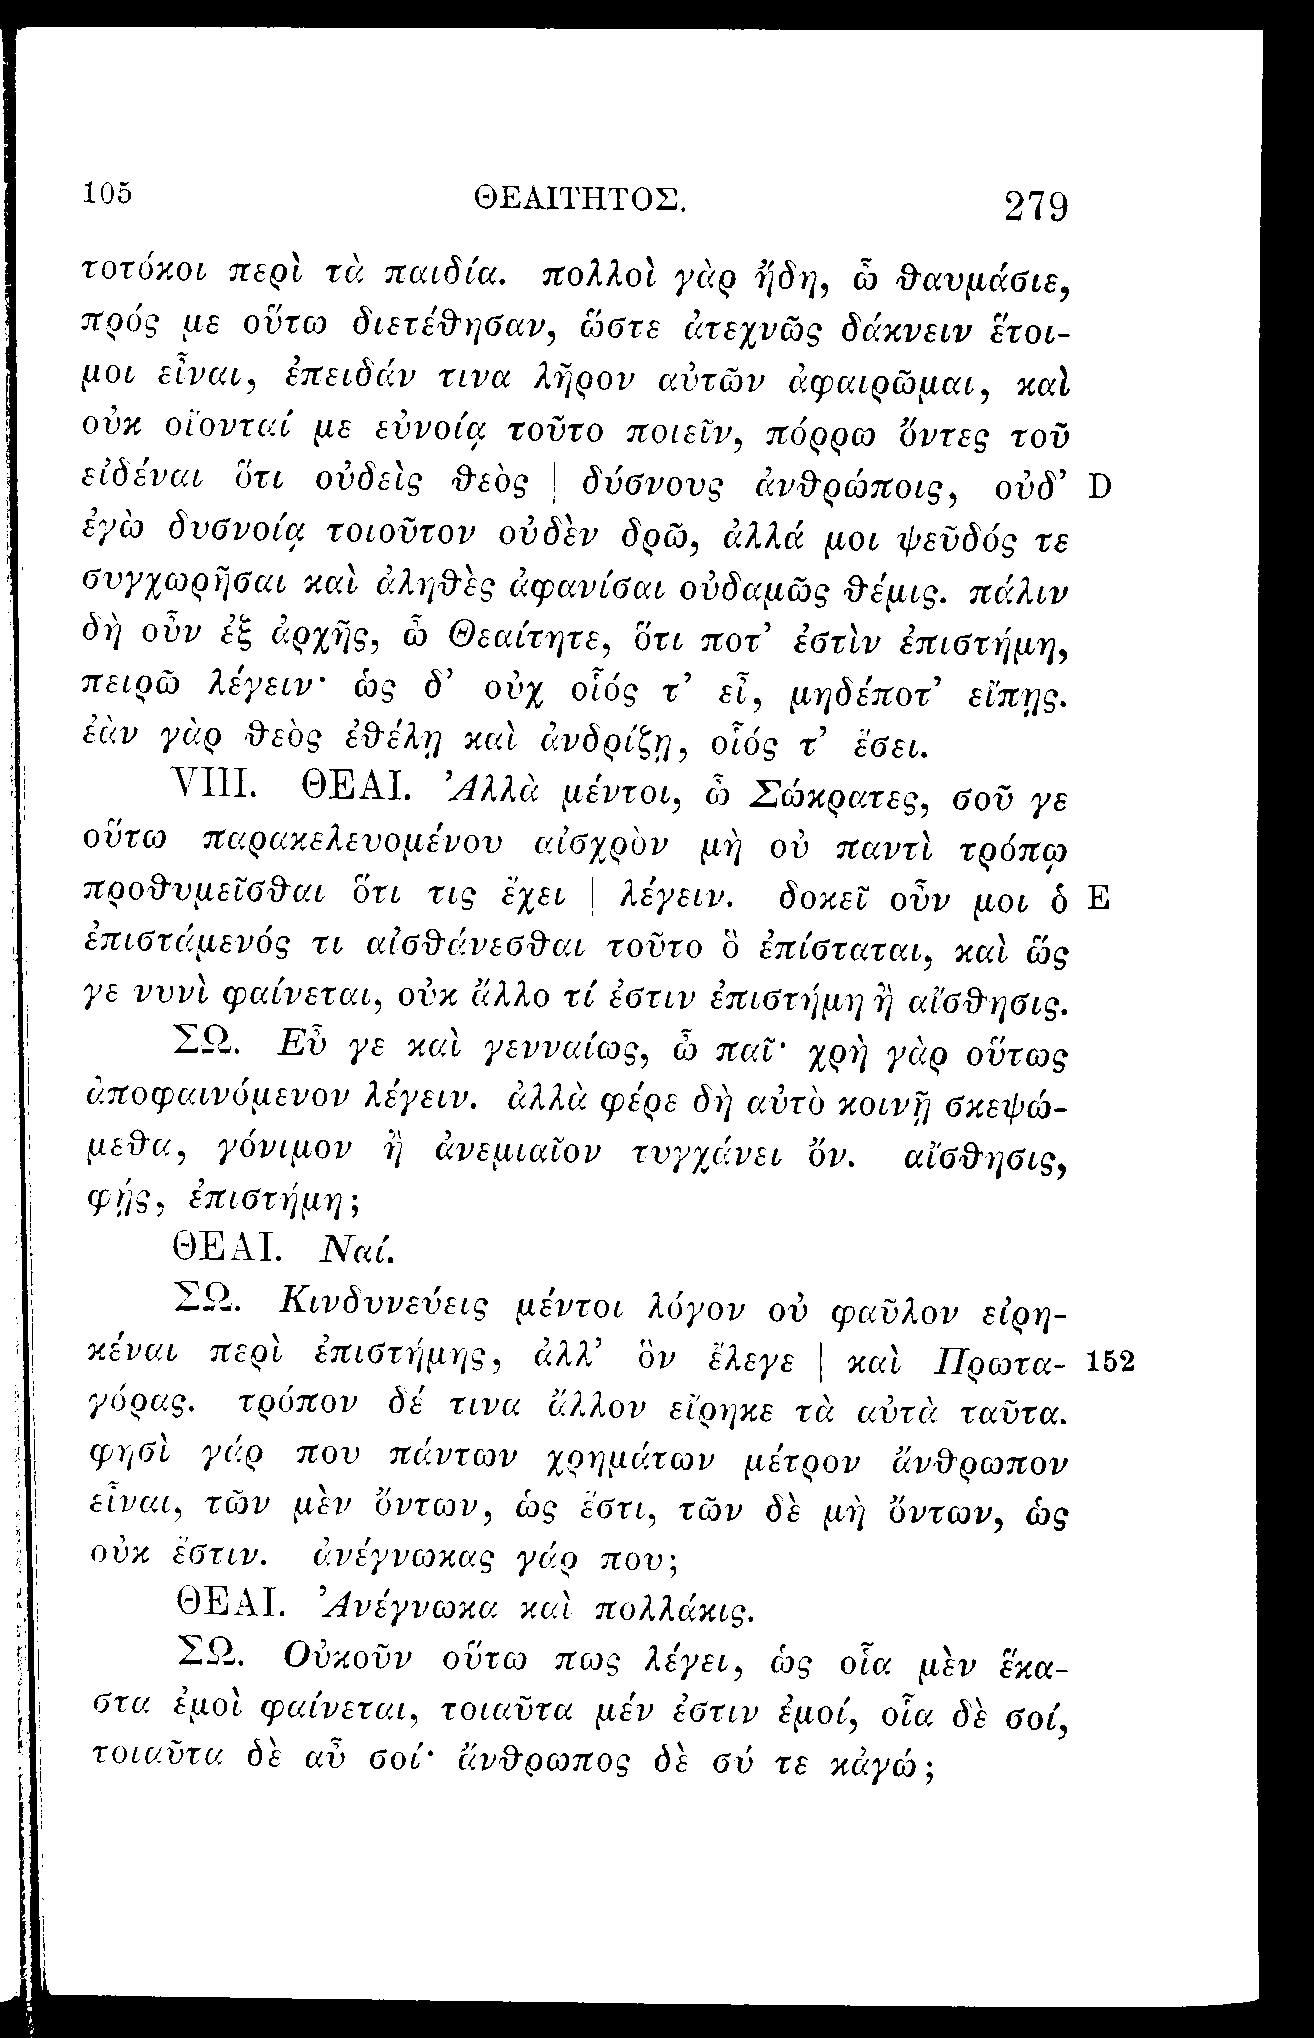 105 ΘΕΑΙΤΗΤΟΣ. 279
τοτόκοι περὶ τὰ παιδία. πολλοὶ γὰρ ἤδη, ὦ ϑαυμάσιε,
πρός με οὕτω διετέϑησαν, ὥστε ἀτεχνῶς δάκνειν ἕτοι-
μοι εἶναι, ἐπειδάν τινα λῆρον αὐτῶν ἀφαιρῶμαι, καὶ
οὐκ οἴονταί με εὐνοίᾳ τοῦτο ποιεῖν, πόρρω ὄντες τοῦ
εἰδέναι ὅτι οὐδεὶς ϑεὸς | δύσνους ἀνϑρώποις, οὐδ’ D
ἐγὼ δυσνοίᾳ τοιοῦτον οὐδὲν δρῶ, ἀλλά μοι ψεῦδός τε
συγχωρῆσαι καὶ ἀληϑὲς ἀφανίσαι οὐδαμῶς ϑέμις. πάλιν
δὴ οὖν ἐξ ἀρχῆς, ὦ Θεαίτητε, ὅτι ποτ’ ἐστὶν ἐπιστήμη,
πειρῶ λέγειν· ὡς δ’ οὐχ οἷός τ’ εἶ, μηδέποτ’ εἴπῃς.
ἐὰν γὰρ ϑεὸς ἐϑέλῃ καὶ ἀνδρίζῃ, οἷός τ’ ἔσει.
VIII. ΘΕΑΙ. Ἀλλὰ μέντοι, ὦ Σώκρατες, σοῦ γε
οὕτω παρακελευομένου αἰσχρὸν μὴ οὐ παντὶ τρόπῳ
προϑυμεῖσϑαι ὅτι τις ἔχει | λέγειν. δοκεῖ οὖν μοι ὁ E
ἐπιστάμενός τι αἰσϑάνεσϑαι τοῦτο ὃ ἐπίσταται, καὶ ὥς
γε νυνὶ φαίνεται, οὐκ ἄλλο τί ἐστιν ἐπιστήμη ἢ αἴσϑησις.
ΣΩ. Εὖ γε καὶ γενναίως, ὦ παῖ· χρὴ γὰρ οὕτως
ἀποφαινόμενον λέγειν. ἀλλὰ φέρε δὴ αὐτὸ κοινῇ σκεψώ-
μεϑα, γόνιμον ἢ ἀνεμιαῖον τυγχάνει ὄν. αἴσϑησις,
φῄς, ἐπιστήμη;
ΘΕΑΙ. Ναί.
ΣΩ. Κινδυνεύεις μέντοι λόγον οὐ φαῦλον εἰρη-
κέναι περὶ ἐπιστήμης, ἀλλ’ ὃν ἔλεγε | καὶ Πρωτα- 152
γόρας. τρόπον δέ τινα ἄλλον εἴρηκε τὰ αὐτὰ ταῦτα.
φησὶ γάρ που πάντων χρημάτων μέτρον ἄνϑρωπον
εἶναι, τῶν μὲν ὄντων, ὡς ἔστι, τῶν δὲ μὴ ὄντων, ὡς
οὐκ ἔστιν. ἀνέγνωκας γάρ που;
ΘΕΑΙ. Ἀνέγνωκα καὶ πολλάκις.
ΣΩ. Οὐκοῦν οὕτω πως λέγει, ὡς οἷα μὲν ἕκα-
στα ἐμοὶ φαίνεται, τοιαῦτα μέν ἐστιν ἐμοί, οἷα δὲ σοί,
τοιαῦτα δὲ αὖ σοί· ἄνϑρωπος δὲ σύ τε κἀγώ;